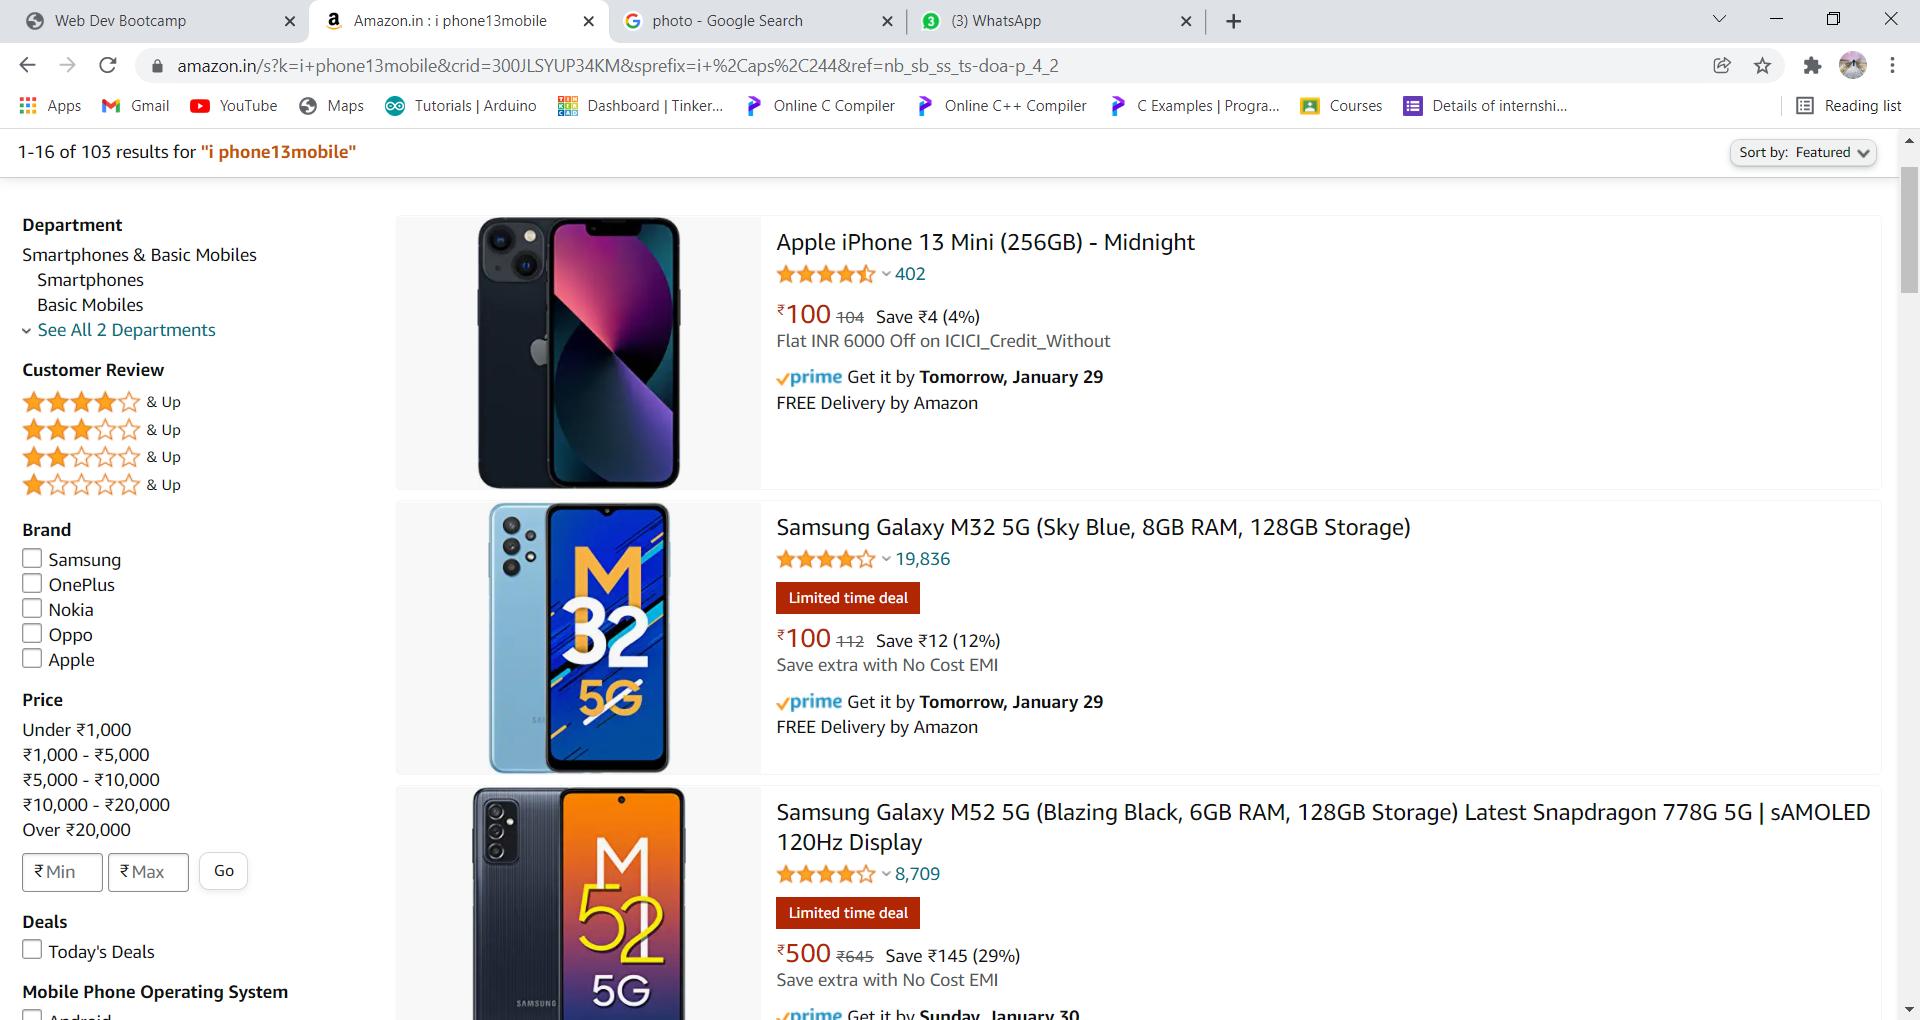 Web Dev Bootcamp
Amazon.in : i phone13mobile
photo - Google Search
(3) WhatsApp
amazon.in/s?k=i+phone13mobile&crid=300JLSYUP34KM&sprefix=i+%2Caps%2C244&ref=nb_sb_ss_ts-doa-p_4_2
Apps
Gmail
YouTube
Maps
Tutorials | Arduino
Dashboard | Tinker...
Online C Compiler
Online C++ Compiler
C Examples | Progra...
Courses
Details of internshi...
Reading list
1-16 of 103 results for "i phone13mobile"
Sort by: Featured
Department
Smartphones & Basic Mobiles
Smartphones
Basic Mobiles
See All 2 Departments
Customer Review
& Up
& Up
& Up
& Up
Brand
Samsung
OnePlus
Nokia
Oppo
Apple
Price
Under ₹1,000
₹1,000 - ₹5,000
₹5,000 - ₹10,000
₹10,000 - ₹20,000
Over ₹20,000
₹ Min
₹ Max
Go
Deals
Today's Deals
Mobile Phone Operating System
Android
Apple iPhone 13 Mini (256GB) - Midnight
402
₹100 104 Save ₹4 (4%)
Flat INR 6000 Off on ICICI_Credit_Without
prime Get it by Tomorrow, January 29
FREE Delivery by Amazon
M
32
5G
Samsung Galaxy M32 5G (Sky Blue, 8GB RAM, 128GB Storage)
19,836
Limited time deal
₹100 112 Save ₹12 (12%)
Save extra with No Cost EMI
prime Get it by Tomorrow, January 29
FREE Delivery by Amazon
M
52
5G
SAMSUNG
Samsung Galaxy M52 5G (Blazing Black, 6GB RAM, 128GB Storage) Latest Snapdragon 778G 5G | sAMOLED
120Hz Display
8,709
Limited time deal
₹500 ₹645 Save ₹145 (29%)
Save extra with No Cost EMI
prime Get it by Sunday, January 30